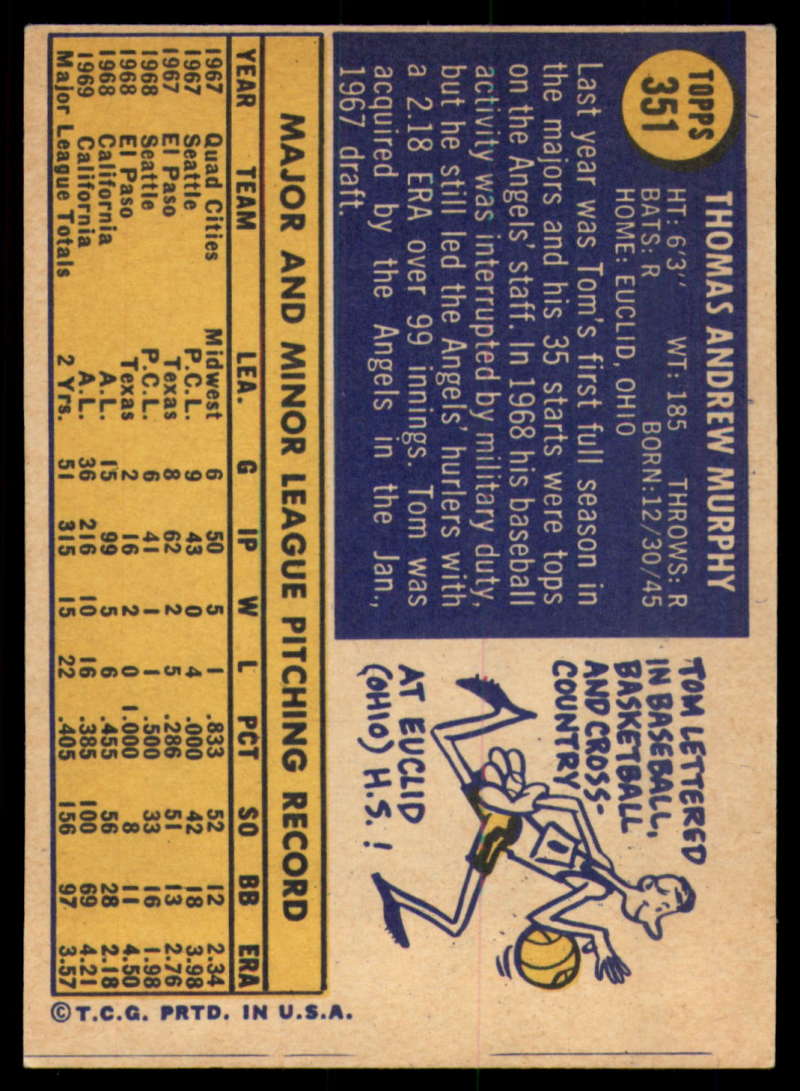 TOPPS
351
THOMAS ANDREW MURPHY
HT: 6'3" WT: 185 THROWS: R
BATS: R BORN: 12/30/45
HOME: EUCLID, OHIO
Last year was Tom's first full season in
the majors and his 35 starts were tops
on the Angels' staff. In 1968 his baseball
activity was interrupted by military duty,
but he still led the Angels' hurlers with
a 2.18 ERA over 99 innings. Tom was
acquired by the Angels in the Jan.,
1967 draft.
TOM LETTERED
IN BASEBALL,
BASKETBALL
AND CROSS-
COUNTRY
AT EUCLID
(OHIO) H.S. !
MAJOR AND MINOR LEAGUE PITCHING RECORD
YEAR TEAM LEA. G IP W L PCT SO BB ERA
1967 Quad Cities Midwest 6 50 5 1 .833 52 12 2.34
1967 Seattle P.C.L. 9 43 0 4 .000 42 18 3.98
1967 El Paso Texas 8 62 2 5 .286 51 13 2.76
1968 Seattle P.C.L. 6 41 1 1 .500 33 16 1.98
1968 El Paso Texas 2 16 2 0 1.000 8 11 4.50
1968 California A.L. 15 99 5 6 .455 56 28 2.18
1969 California A.L. 36 216 10 16 .385 100 69 4.21
Major League Totals 2 Yrs. 51 315 15 22 .405 156 97 3.57
©T.C.G. PRTD. IN U.S.A.